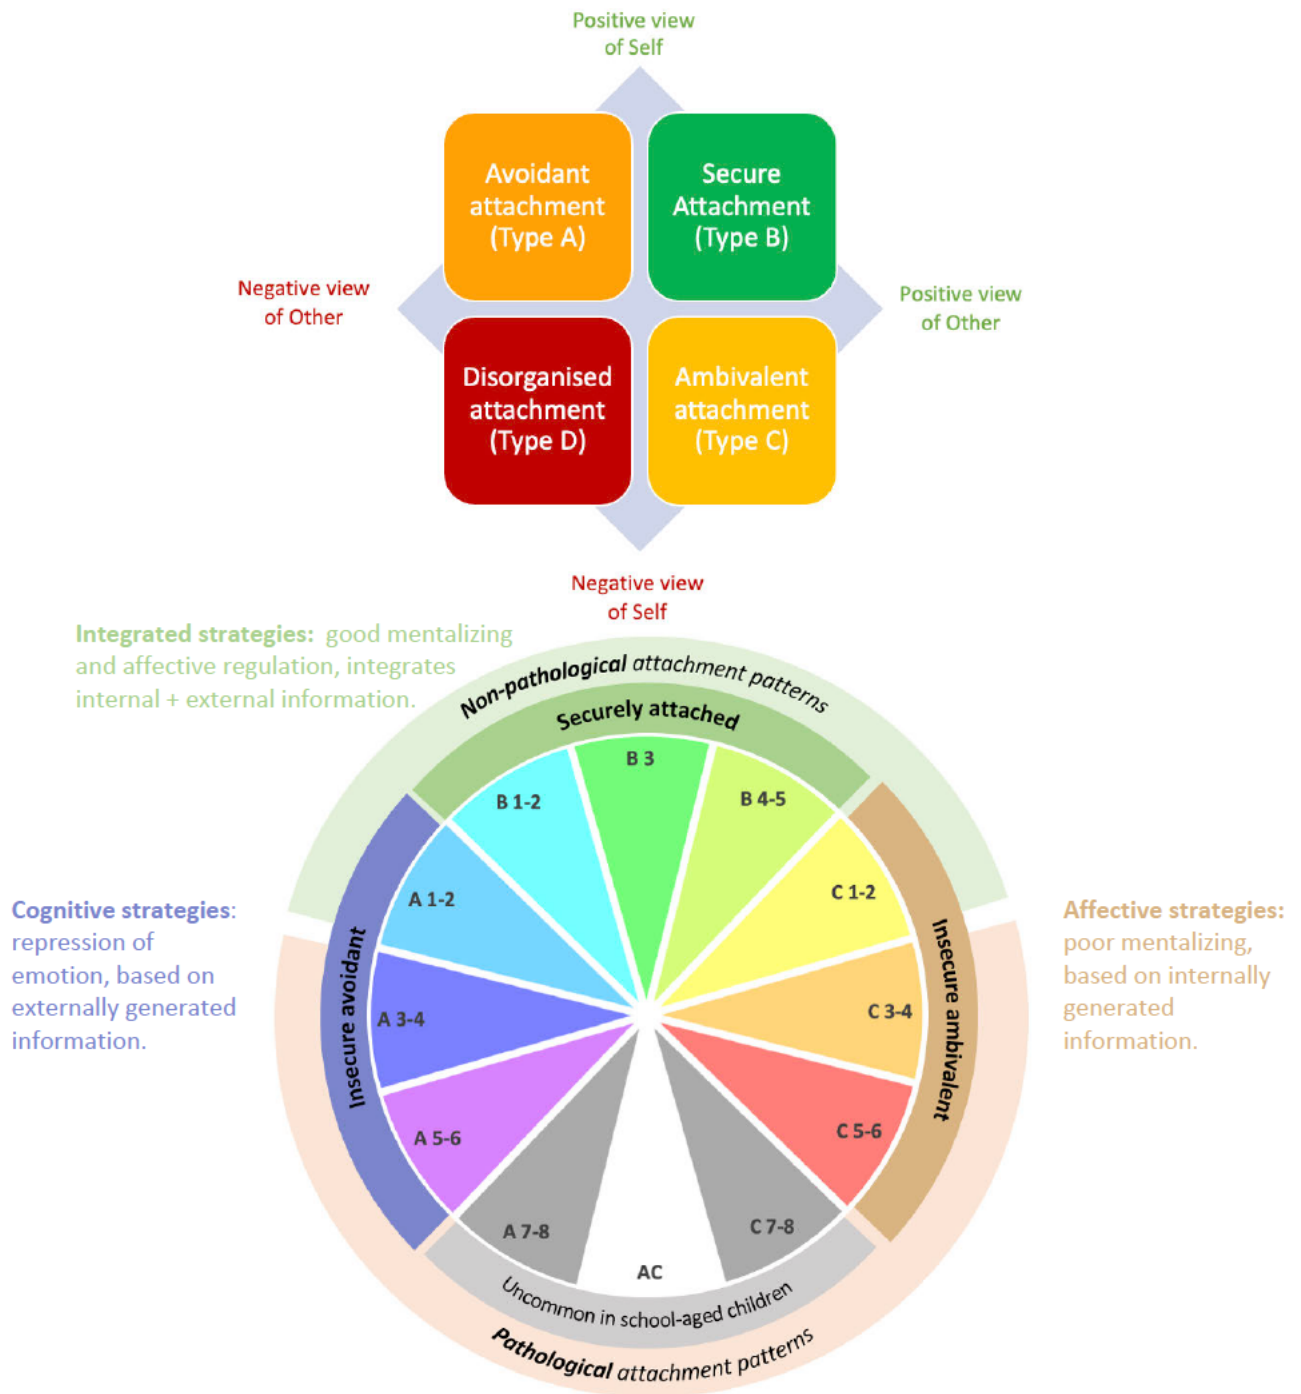 Positive view
of Self
Avoidant
attachment
(Type A)
Secure
Attachment
(Type B)
Negative view
of Other
Positive view
of Other
Disorganised
attachment
(Type D)
Ambivalent
attachment
(Type C)
Negative view
of Self
Integrated strategies: good mentalizing
and affective regulation, integrates
internal + external information.
Non-pathological attachment patterns
Securely attached
B 3
B 1-2
B 4-5
A 1-2
C 1-2
Cognitive strategies:
repression of
emotion, based on
externally generated
information.
Insecure avoidant
A 3-4
C 3-4
Insecure ambivalent
Affective strategies:
poor mentalizing,
based on internally
generated
information.
A 5-6
C 5-6
A 7-8
C 7-8
AC
Uncommon in school-aged children
Pathological attachment patterns